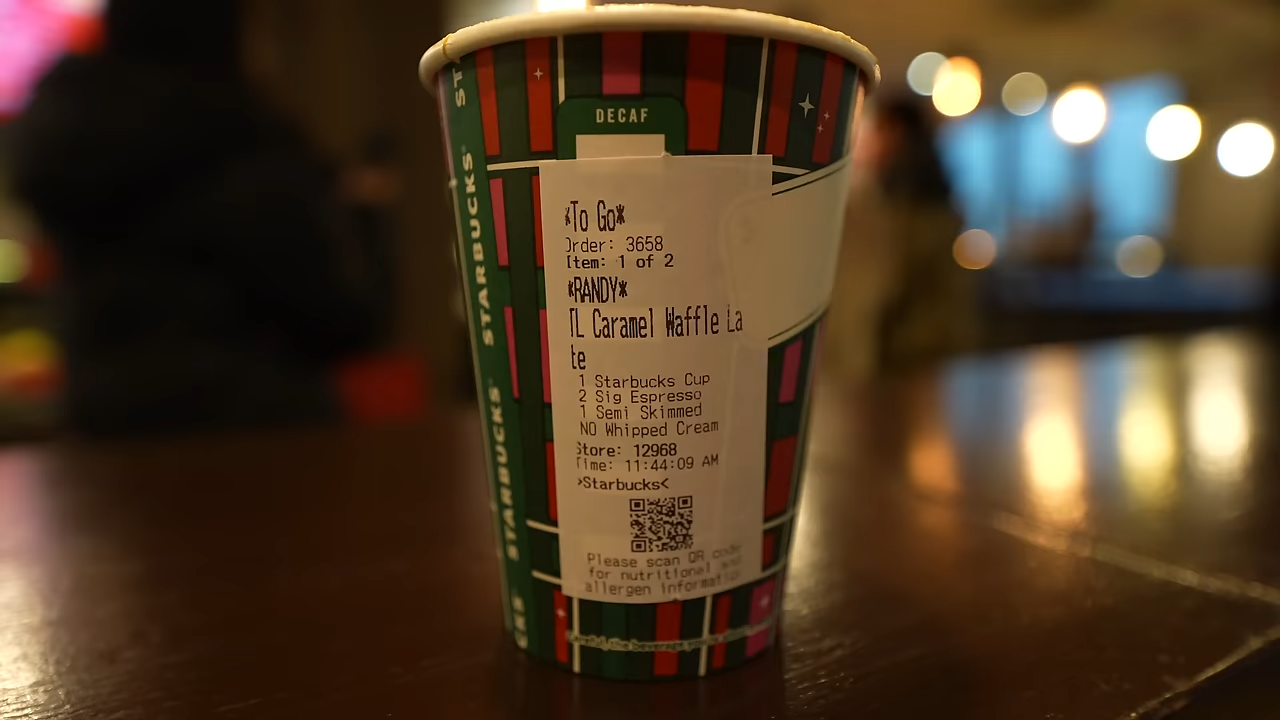 DECAF
STARBUCKS
STARBUCKS
*To Go*
Order: 3658
Item: 1 of 2
*RANDY*
TL Caramel Waffle La
te
1 Starbucks Cup
2 Sig Espresso
1 Semi Skimmed
NO Whipped Cream
Store: 12968
Time: 11:44:09 AM
>Starbucks<
Please scan QR code
for nutritional and
allergen informati